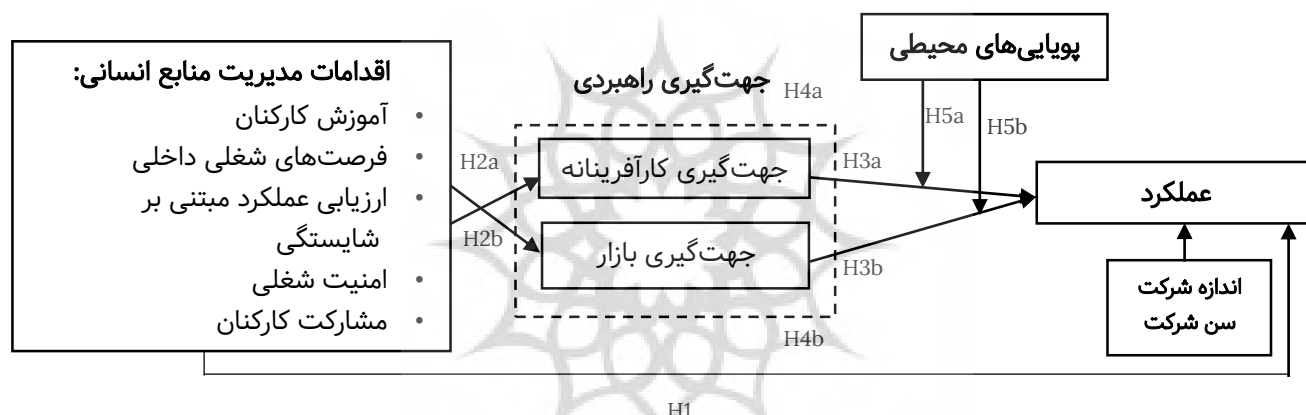 اقدامات مدیریت منابع انسانی:
• آموزش کارکنان
• فرصت‌های شغلی داخلی
• ارزیابی عملکرد مبتنی بر
شایستگی
• امنیت شغلی
• مشارکت کارکنان
H2a
H2b
جهت‌گیری راهبردی
H4a
جهت‌گیری کارآفرینانه
جهت‌گیری بازار
H4b
H3a
H3b
پویایی‌های محیطی
H5a
H5b
عملکرد
اندازه شرکت
سن شرکت
H1